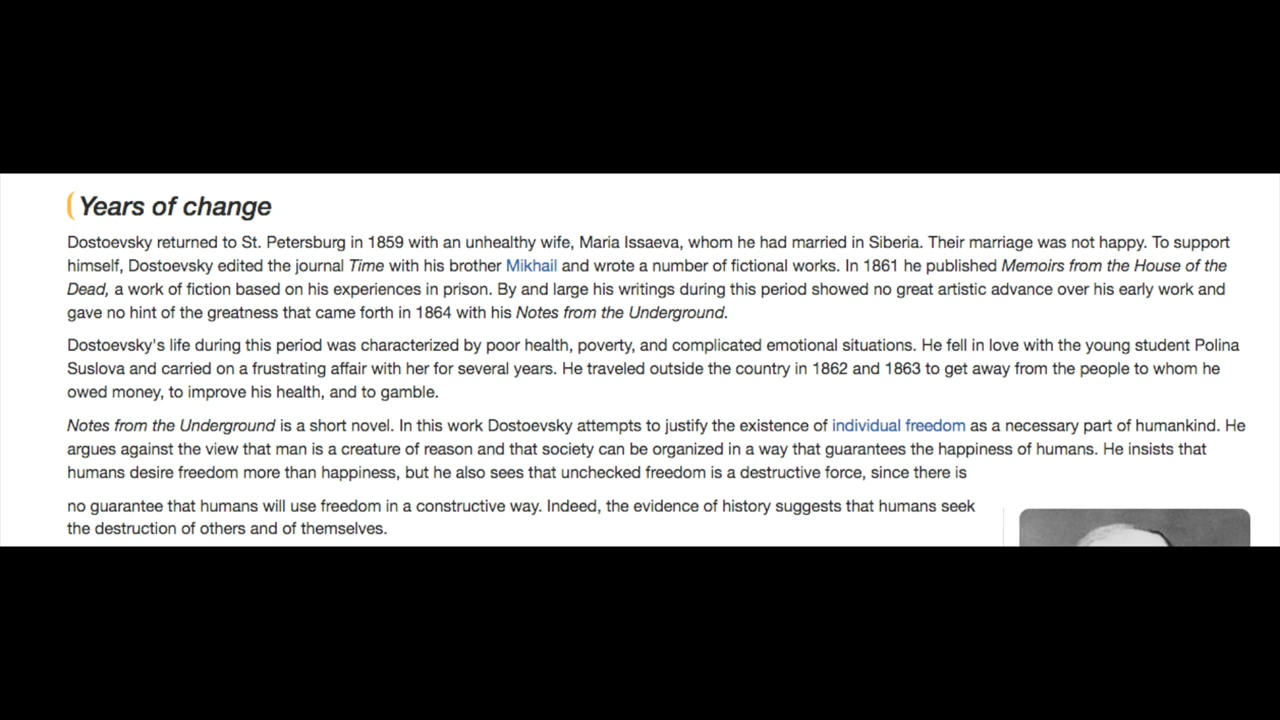 Years of change
Dostoevsky returned to St. Petersburg in 1859 with an unhealthy wife, Maria Issaeva, whom he had married in Siberia. Their marriage was not happy. To support
himself, Dostoevsky edited the journal Time with his brother Mikhail and wrote a number of fictional works. In 1861 he published Memoirs from the House of the
Dead, a work of fiction based on his experiences in prison. By and large his writings during this period showed no great artistic advance over his early work and
gave no hint of the greatness that came forth in 1864 with his Notes from the Underground.
Dostoevsky's life during this period was characterized by poor health, poverty, and complicated emotional situations. He fell in love with the young student Polina
Suslova and carried on a frustrating affair with her for several years. He traveled outside the country in 1862 and 1863 to get away from the people to whom he
owed money, to improve his health, and to gamble.
Notes from the Underground is a short novel. In this work Dostoevsky attempts to justify the existence of individual freedom as a necessary part of humankind. He
argues against the view that man is a creature of reason and that society can be organized in a way that guarantees the happiness of humans. He insists that
humans desire freedom more than happiness, but he also sees that unchecked freedom is a destructive force, since there is
no guarantee that humans will use freedom in a constructive way. Indeed, the evidence of history suggests that humans seek
the destruction of others and of themselves.